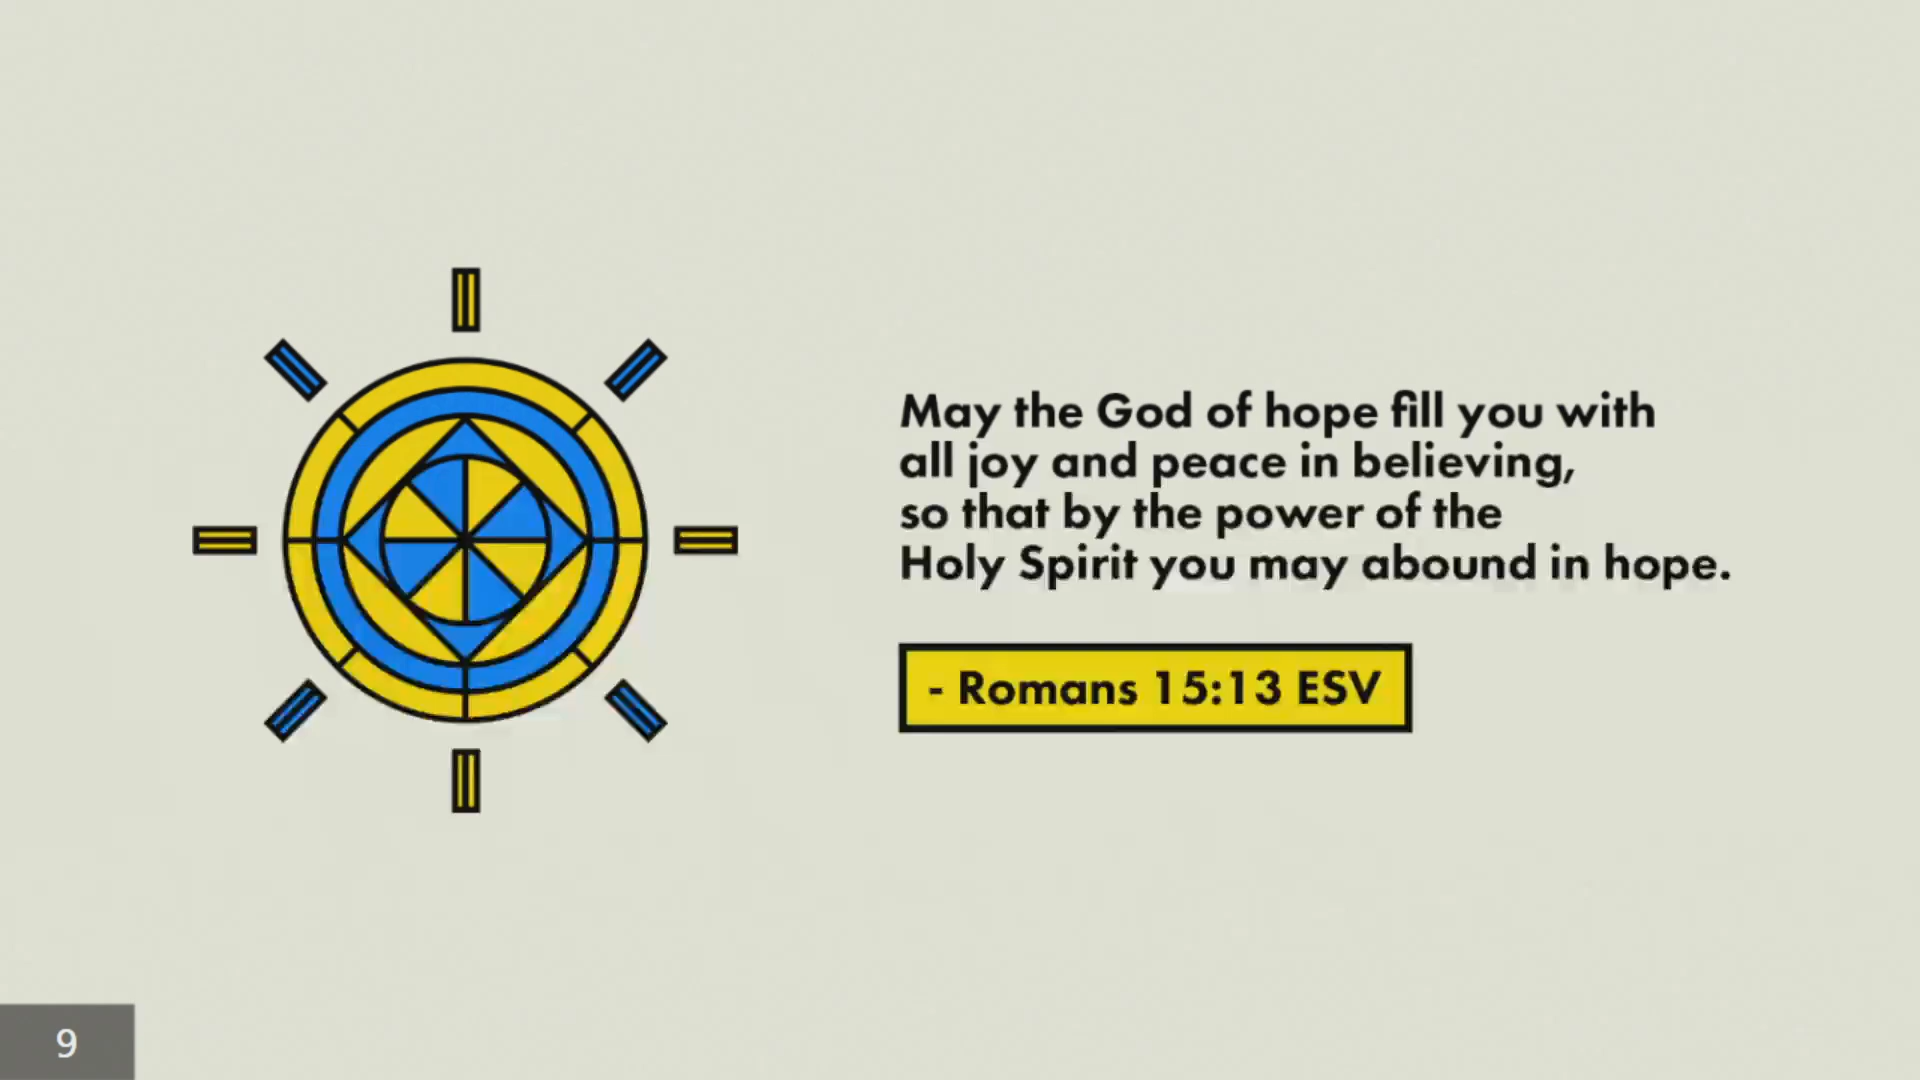 May the God of hope fill you with
all joy and peace in believing,
so that by the power of the
Holy Spirit you may abound in hope.
- Romans 15:13 ESV
9